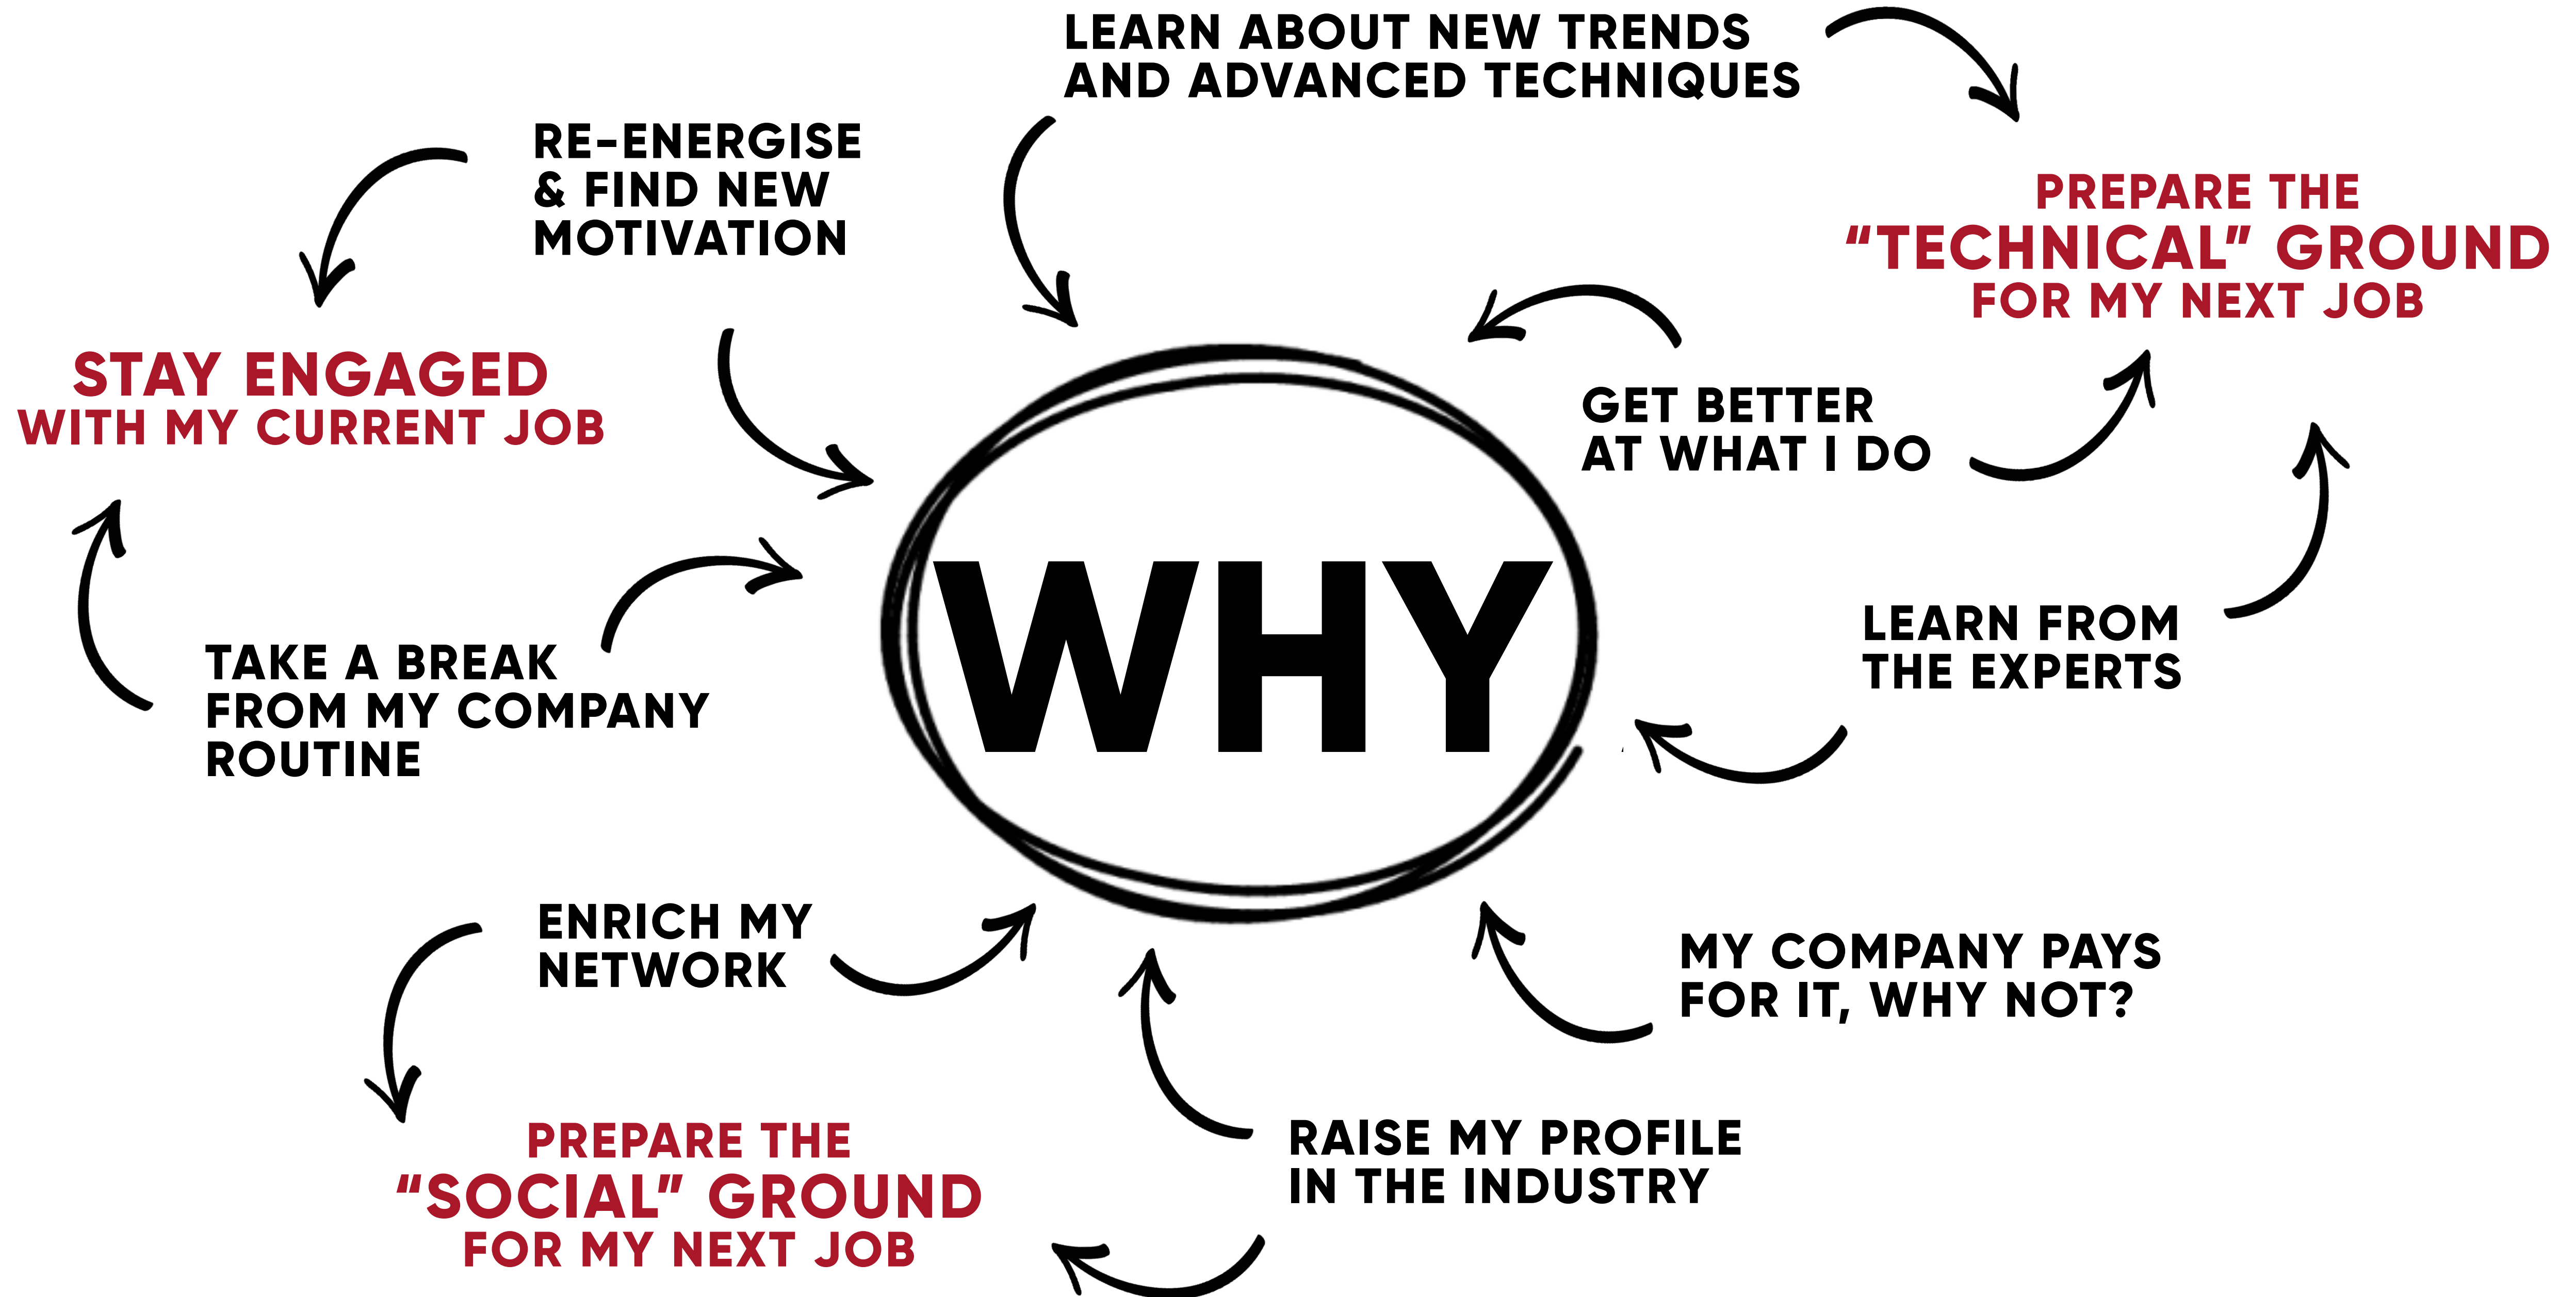 LEARN ABOUT NEW TRENDS
AND ADVANCED TECHNIQUES
RE-ENERGISE
& FIND NEW
MOTIVATION
PREPARE THE
“TECHNICAL” GROUND
FOR MY NEXT JOB
STAY ENGAGED
WITH MY CURRENT JOB
GET BETTER
AT WHAT I DO
WHY
LEARN FROM
THE EXPERTS
TAKE A BREAK
FROM MY COMPANY
ROUTINE
ENRICH MY
NETWORK
MY COMPANY PAYS
FOR IT, WHY NOT?
PREPARE THE
“SOCIAL” GROUND
FOR MY NEXT JOB
RAISE MY PROFILE
IN THE INDUSTRY